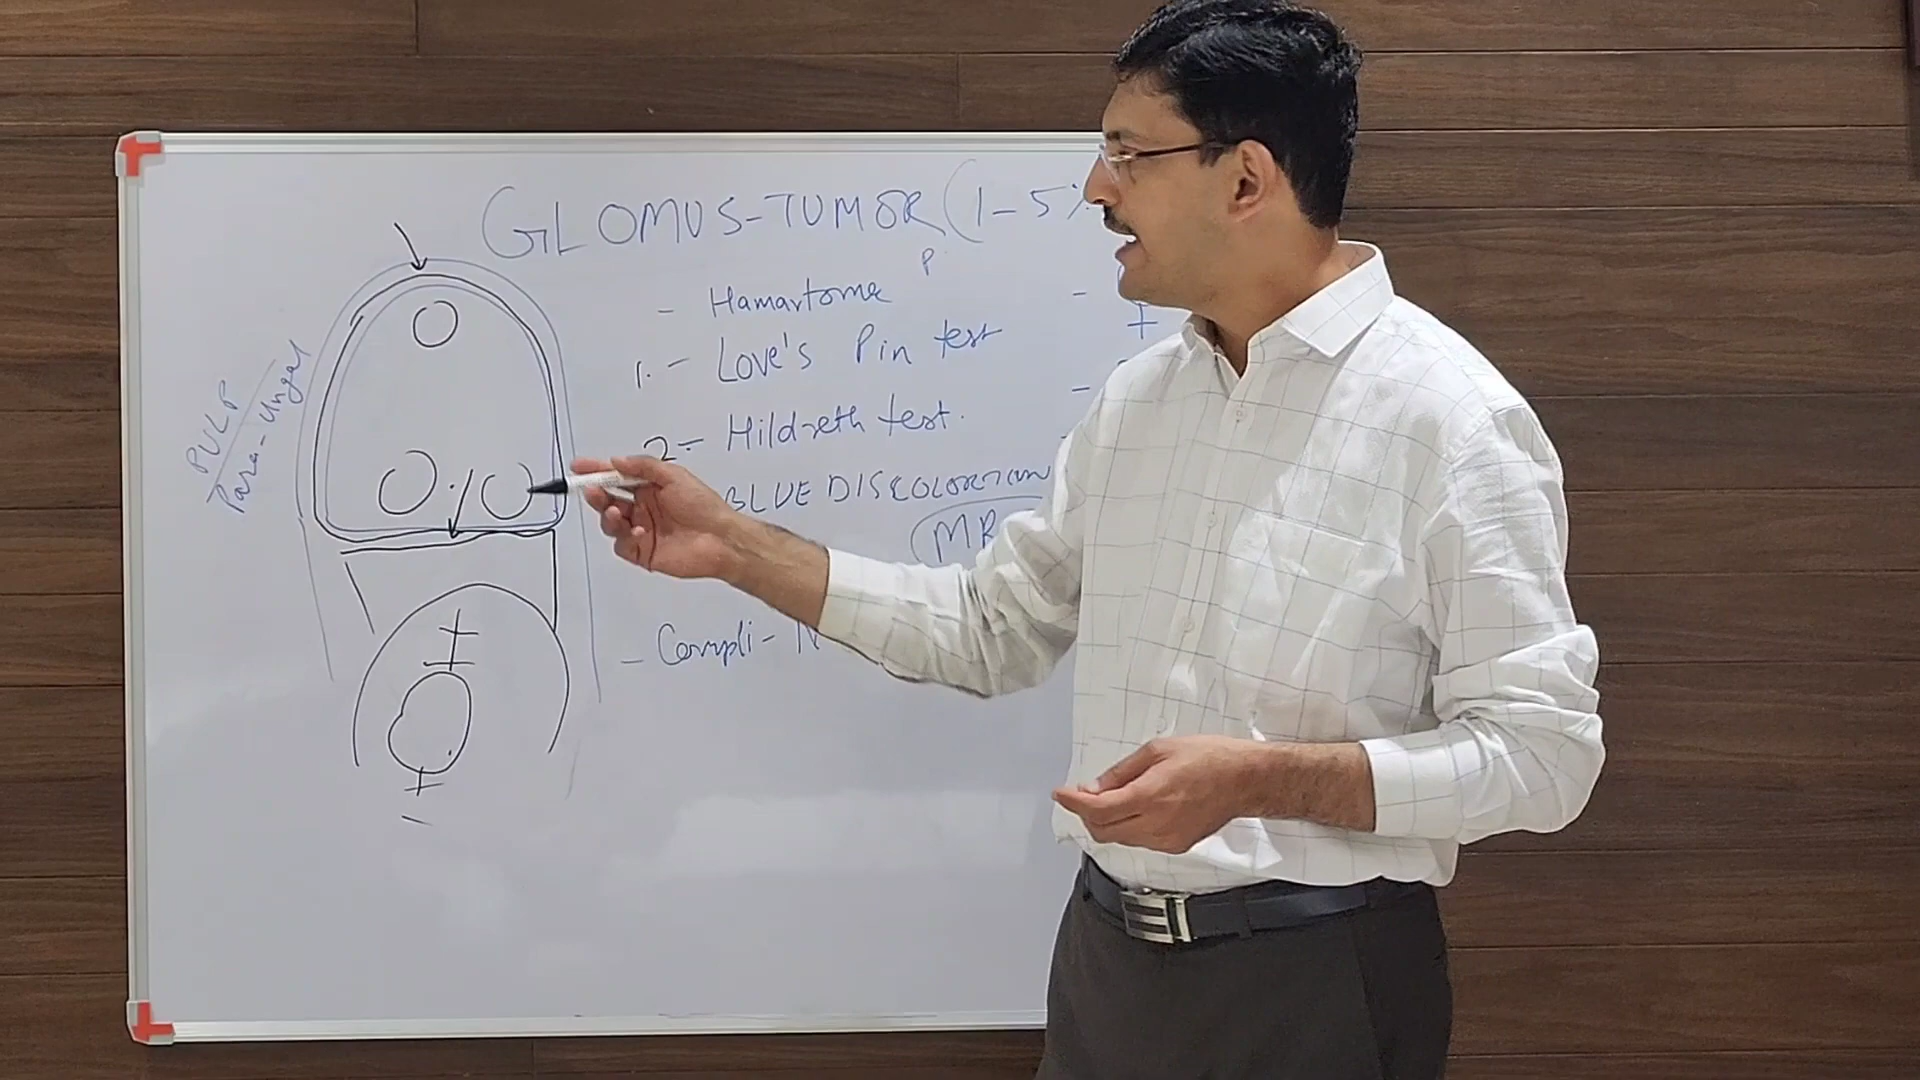 GLOMUS-TUMOR (1-5%
P.
- Hamartoma
1. - Love's Pin test
2 - Hildreth test.
BLUE DISCOLORATION
MR
- Compli - N
PULP
Para-Ungal